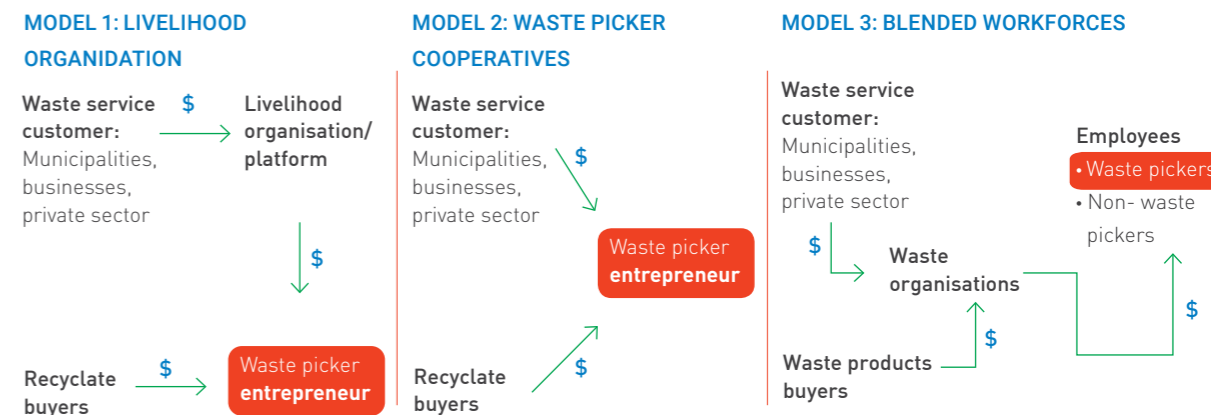 MODEL 1: LIVELIHOOD
ORGANIDATION
Waste service
customer:
Municipalities,
businesses,
private sector
$
Livelihood
organisation/
platform
$
Recyclate
buyers
$
Waste picker
entrepreneur
MODEL 2: WASTE PICKER
COOPERATIVES
Waste service
customer:
Municipalities,
businesses,
private sector
$
Waste picker
entrepreneur
Recyclate
buyers
$
MODEL 3: BLENDED WORKFORCES
Waste service
customer:
Municipalities,
businesses,
private sector
$
Waste
organisations
Waste products
buyers
$
Employees
• Waste pickers
• Non- waste
pickers
$